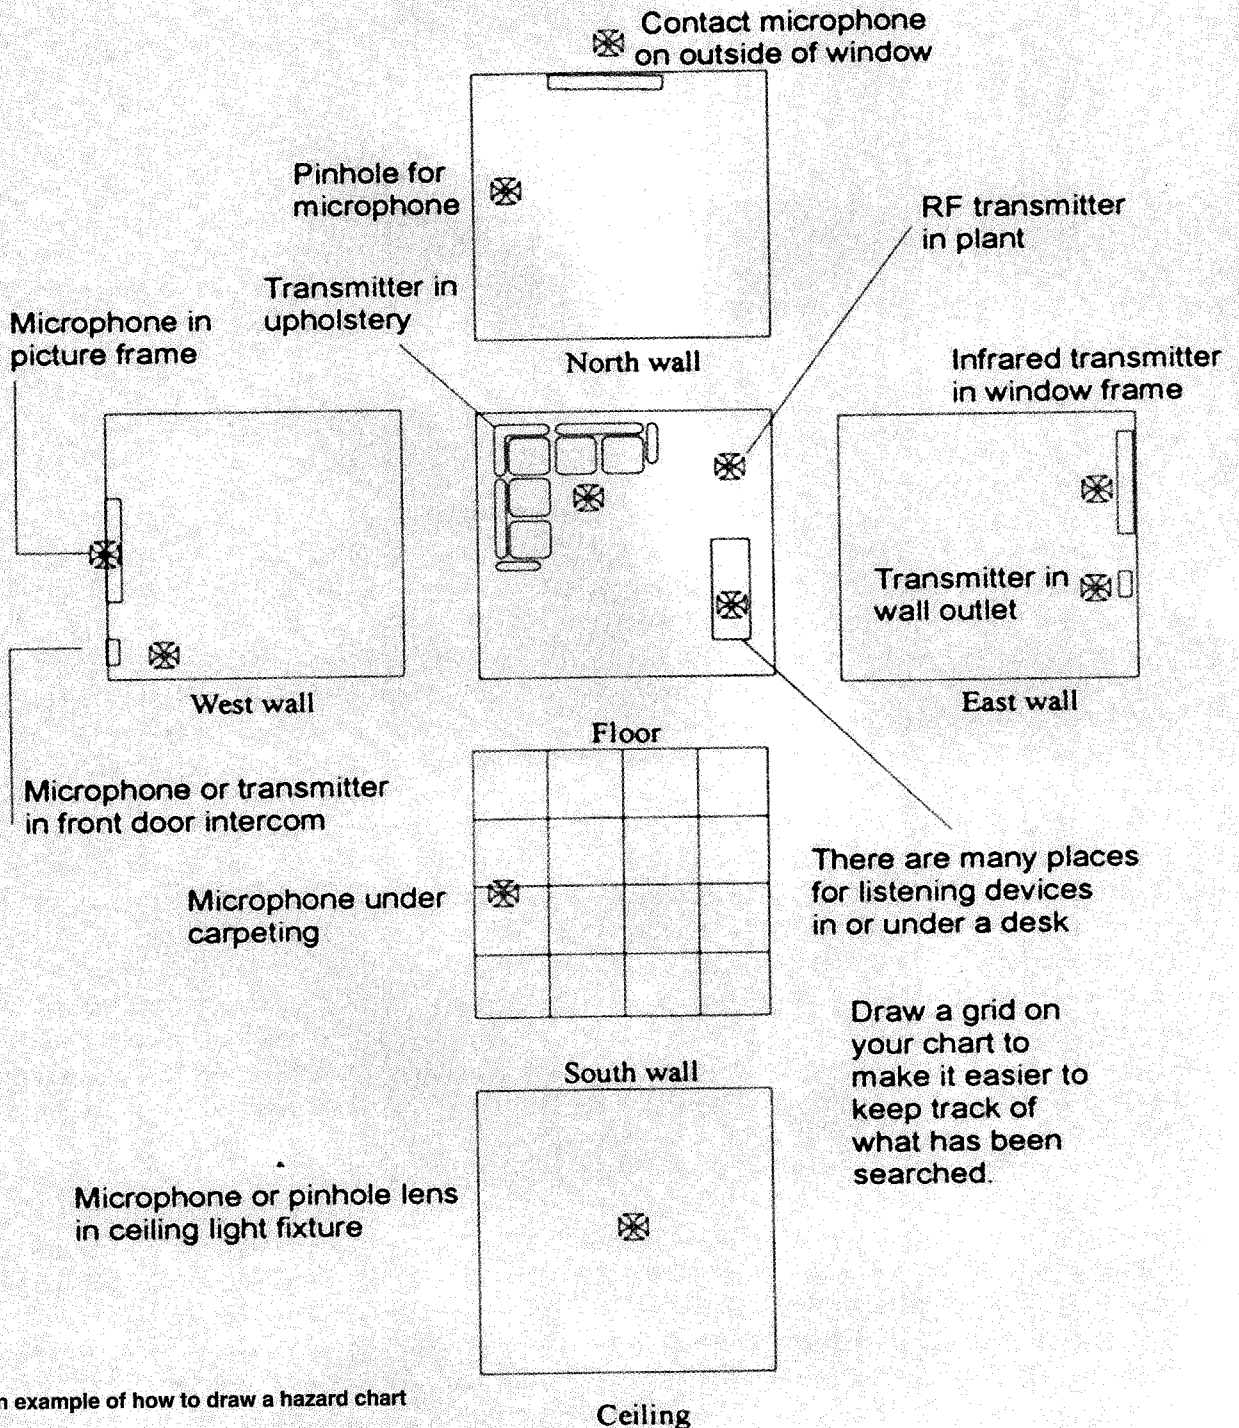 Contact microphone
on outside of window
Pinhole for
microphone
RF transmitter
in plant
Transmitter in
upholstery
Microphone in
picture frame
North wall
Infrared transmitter
in window frame
Transmitter in
wall outlet
West wall
East wall
Floor
Microphone or transmitter
in front door intercom
There are many places
for listening devices
in or under a desk
Microphone under
carpeting
Draw a grid on
your chart to
make it easier to
keep track of
what has been
searched.
South wall
Microphone or pinhole lens
in ceiling light fixture
n example of how to draw a hazard chart
Ceiling